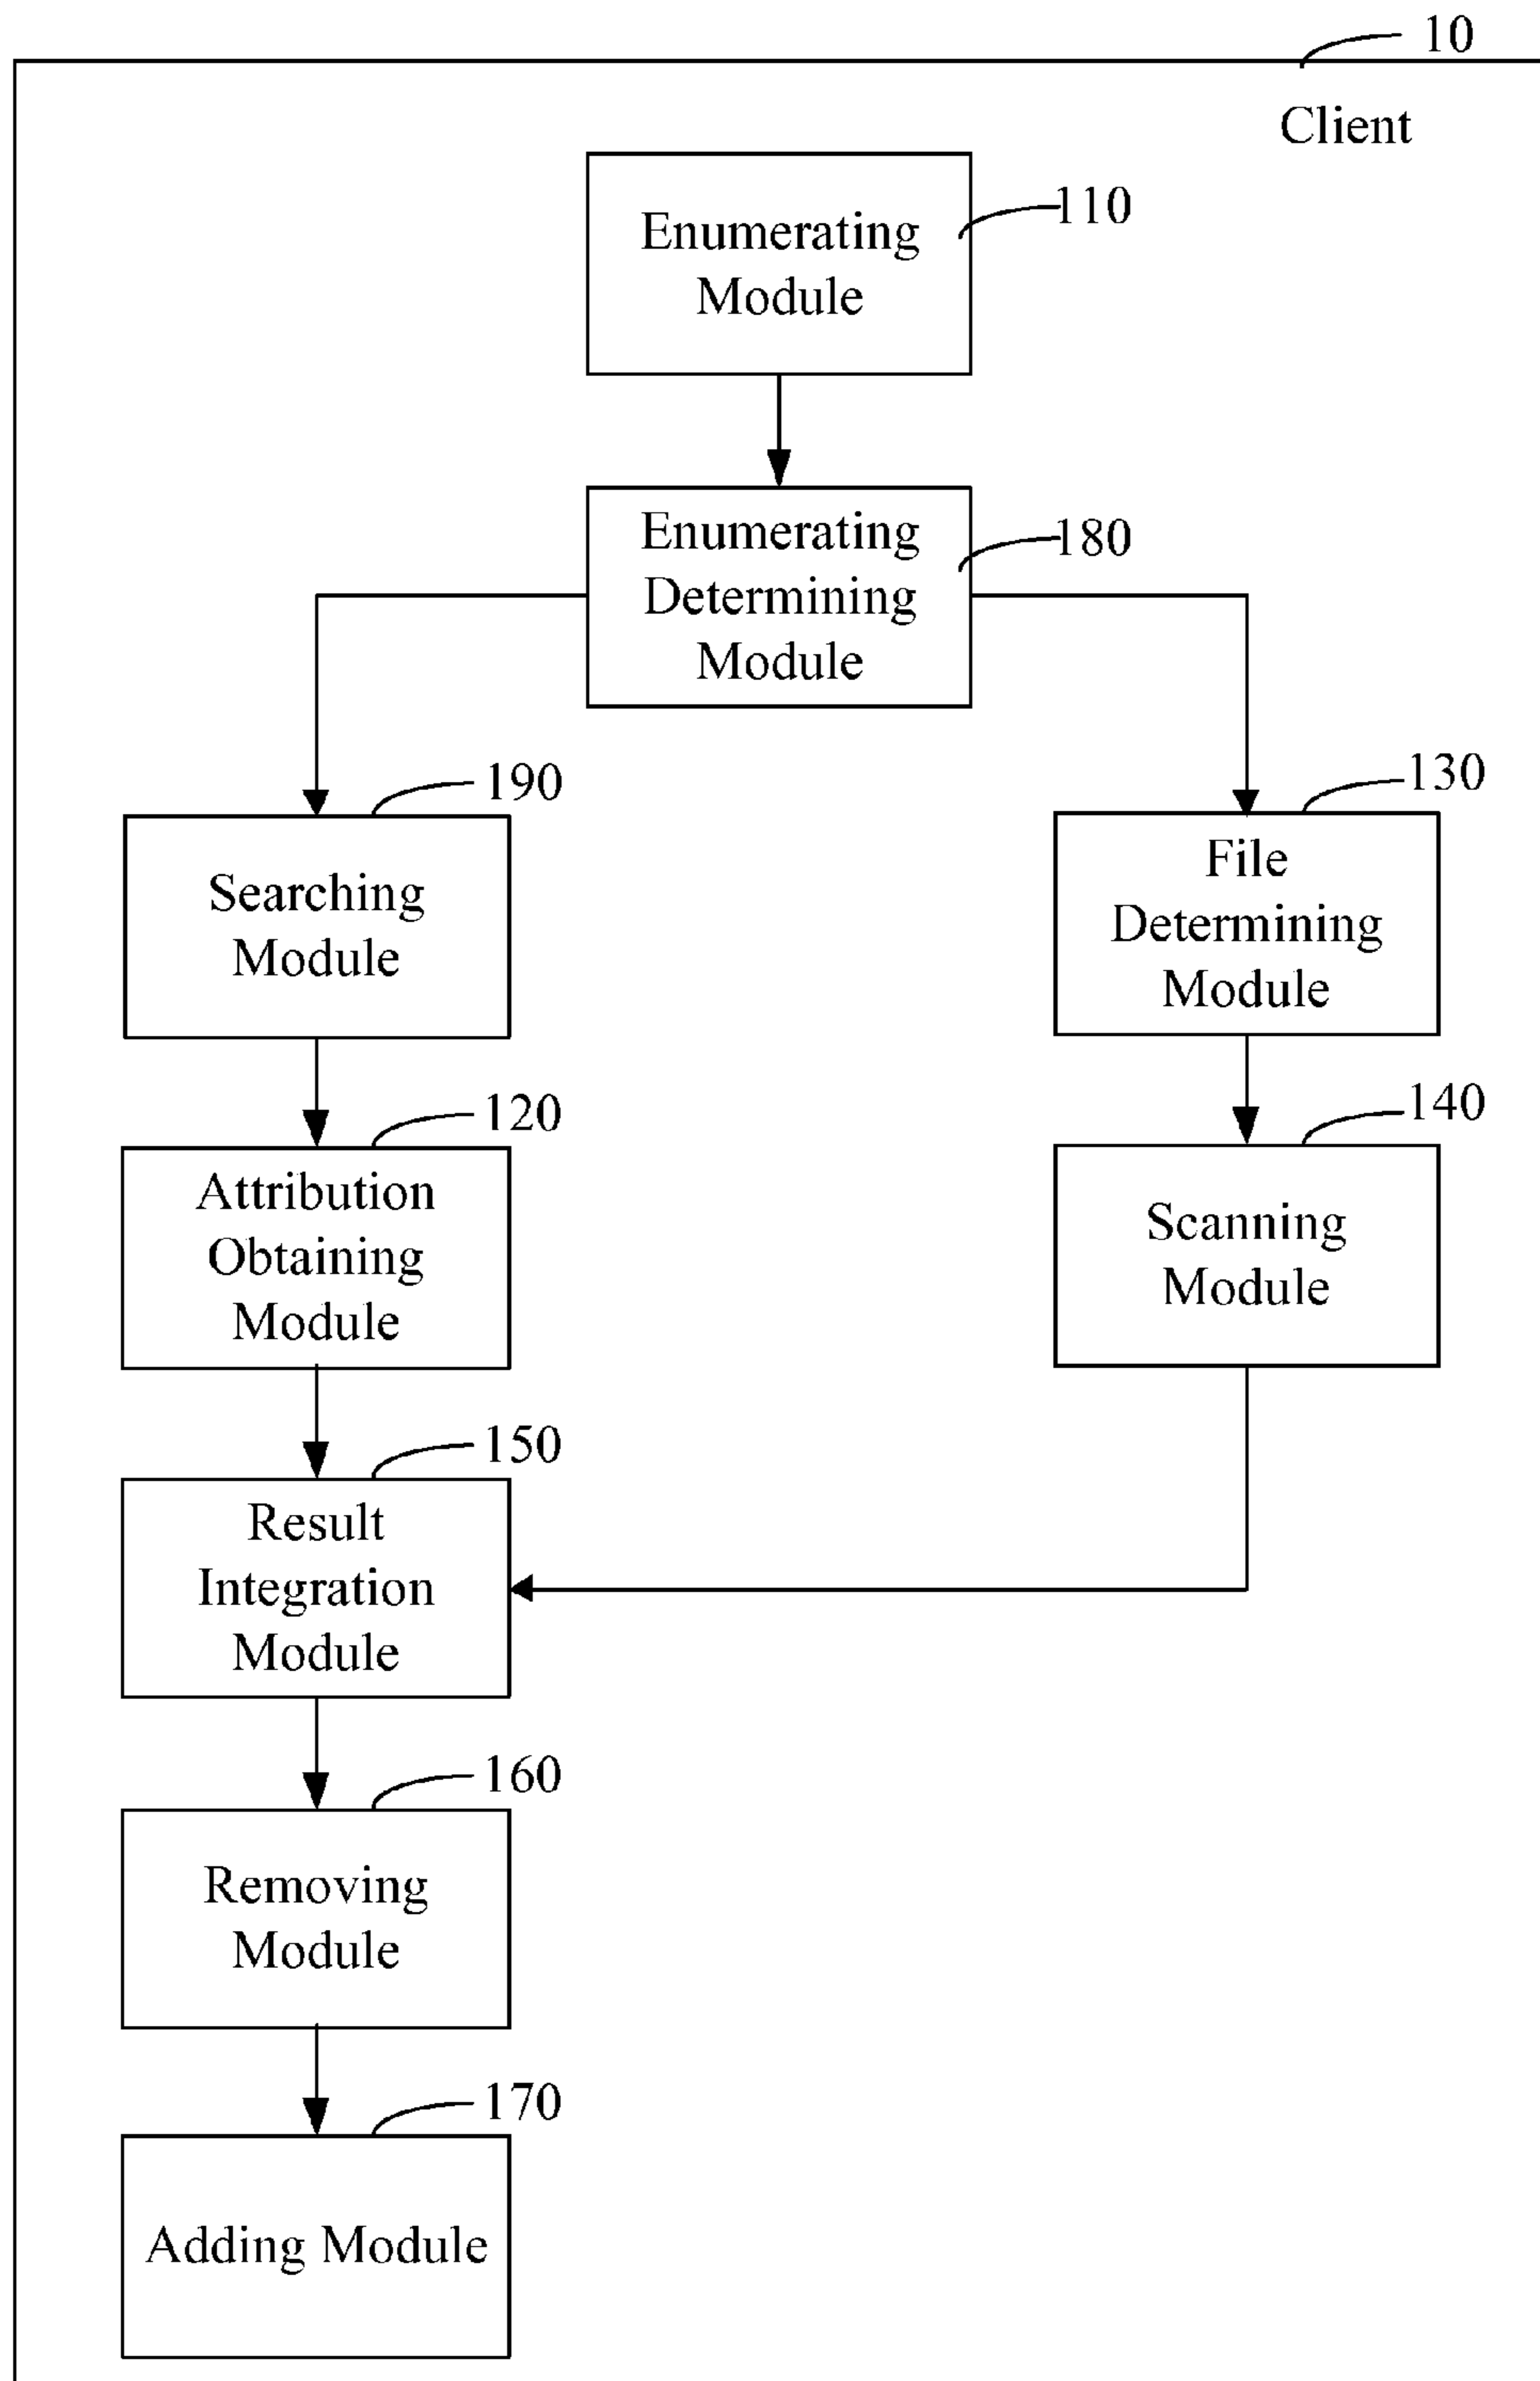 10
Client
110
Enumerating
Module
180
Enumerating
Determining
Module
190
Searching
Module
130
File
Determining
Module
120
Attribution
Obtaining
Module
140
Scanning
Module
150
Result
Integration
Module
160
Removing
Module
170
Adding Module